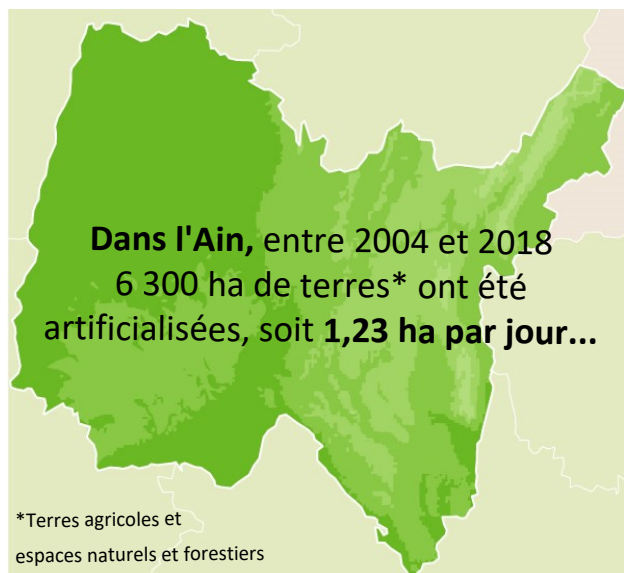 Dans l'Ain, entre 2004 et 2018
6 300 ha de terres* ont été
artificialisées, soit 1,23 ha par jour...
*Terres agricoles et
espaces naturels et forestiers